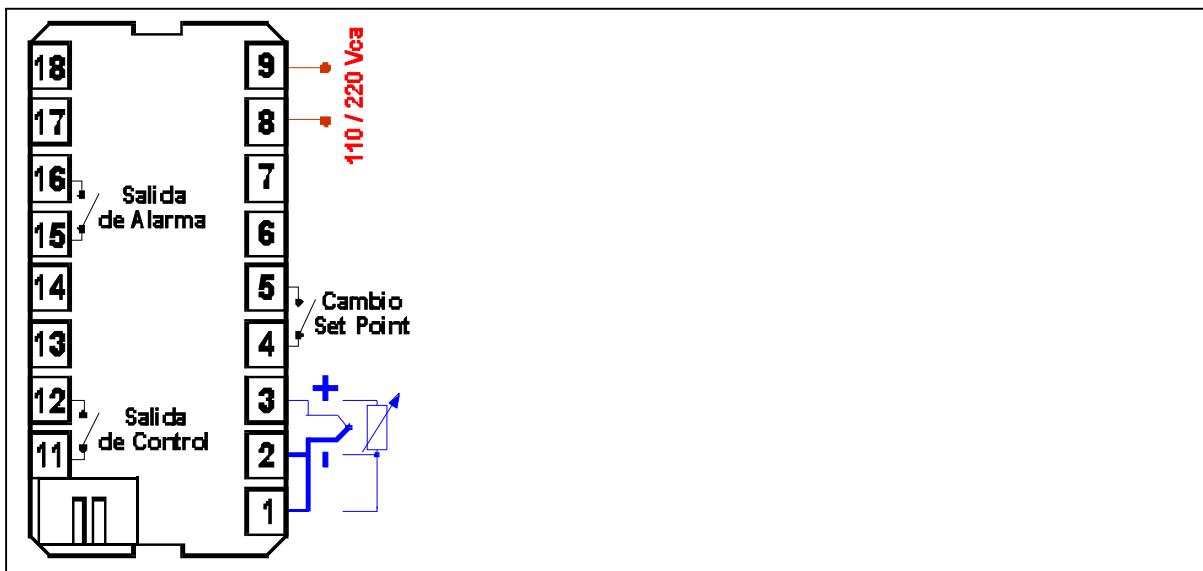 18
17
16
15
14
13
12
11
Salida
de Alarma
Salida
de Control
9
8
7
6
5
4
3
2
1
110 / 220 Vca
Cambio
Set Point
+
-